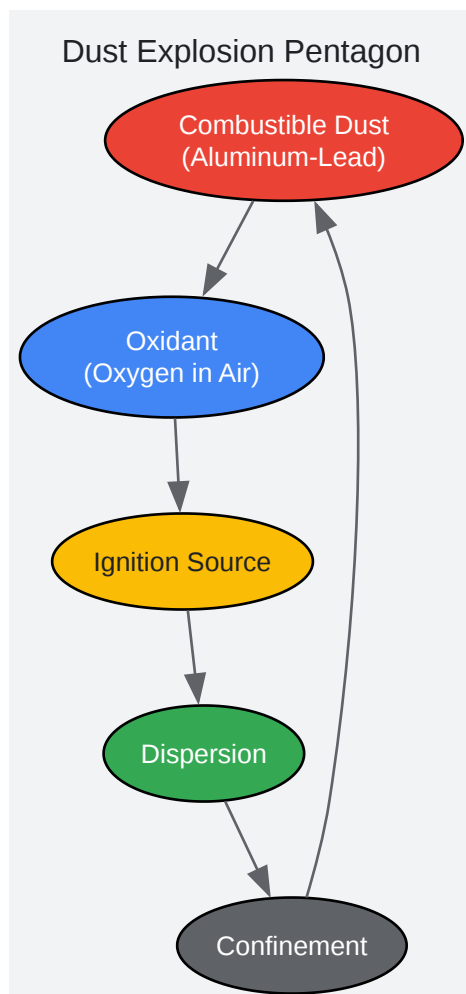 Dust Explosion Pentagon
Combustible Dust
(Aluminum-Lead)
Oxidant
(Oxygen in Air)
Ignition Source
Dispersion
Confinement